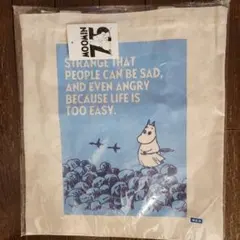 MOOMIN
75
STRANGE THAT
PEOPLE CAN BE SAD,
AND EVEN ANGRY
BECAUSE LIFE IS
TOO EASY.